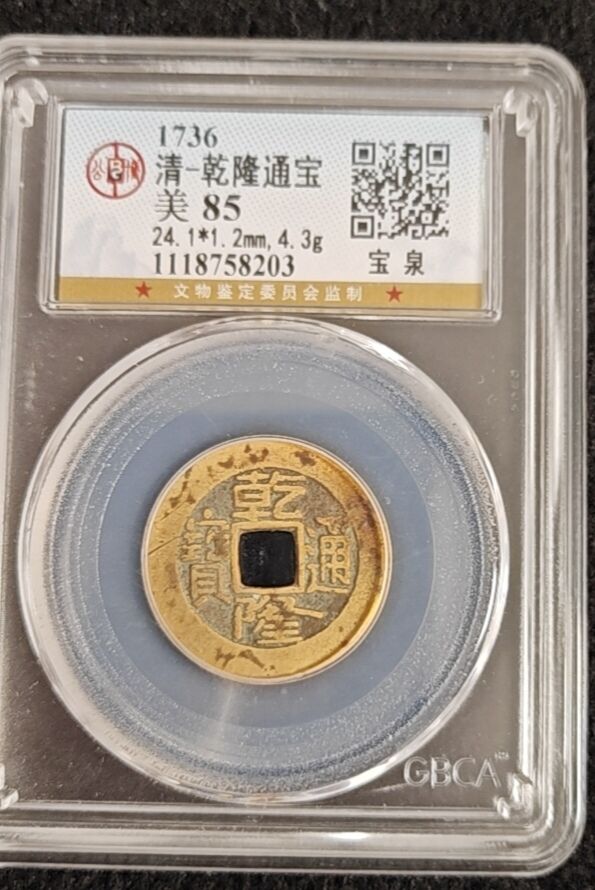 1736
清-乾隆通宝
美 85
24.1*1.2mm,4.3g
1118758203
宝泉
★ 文物鉴定委员会监制 ★
乾隆通寶
GBCA